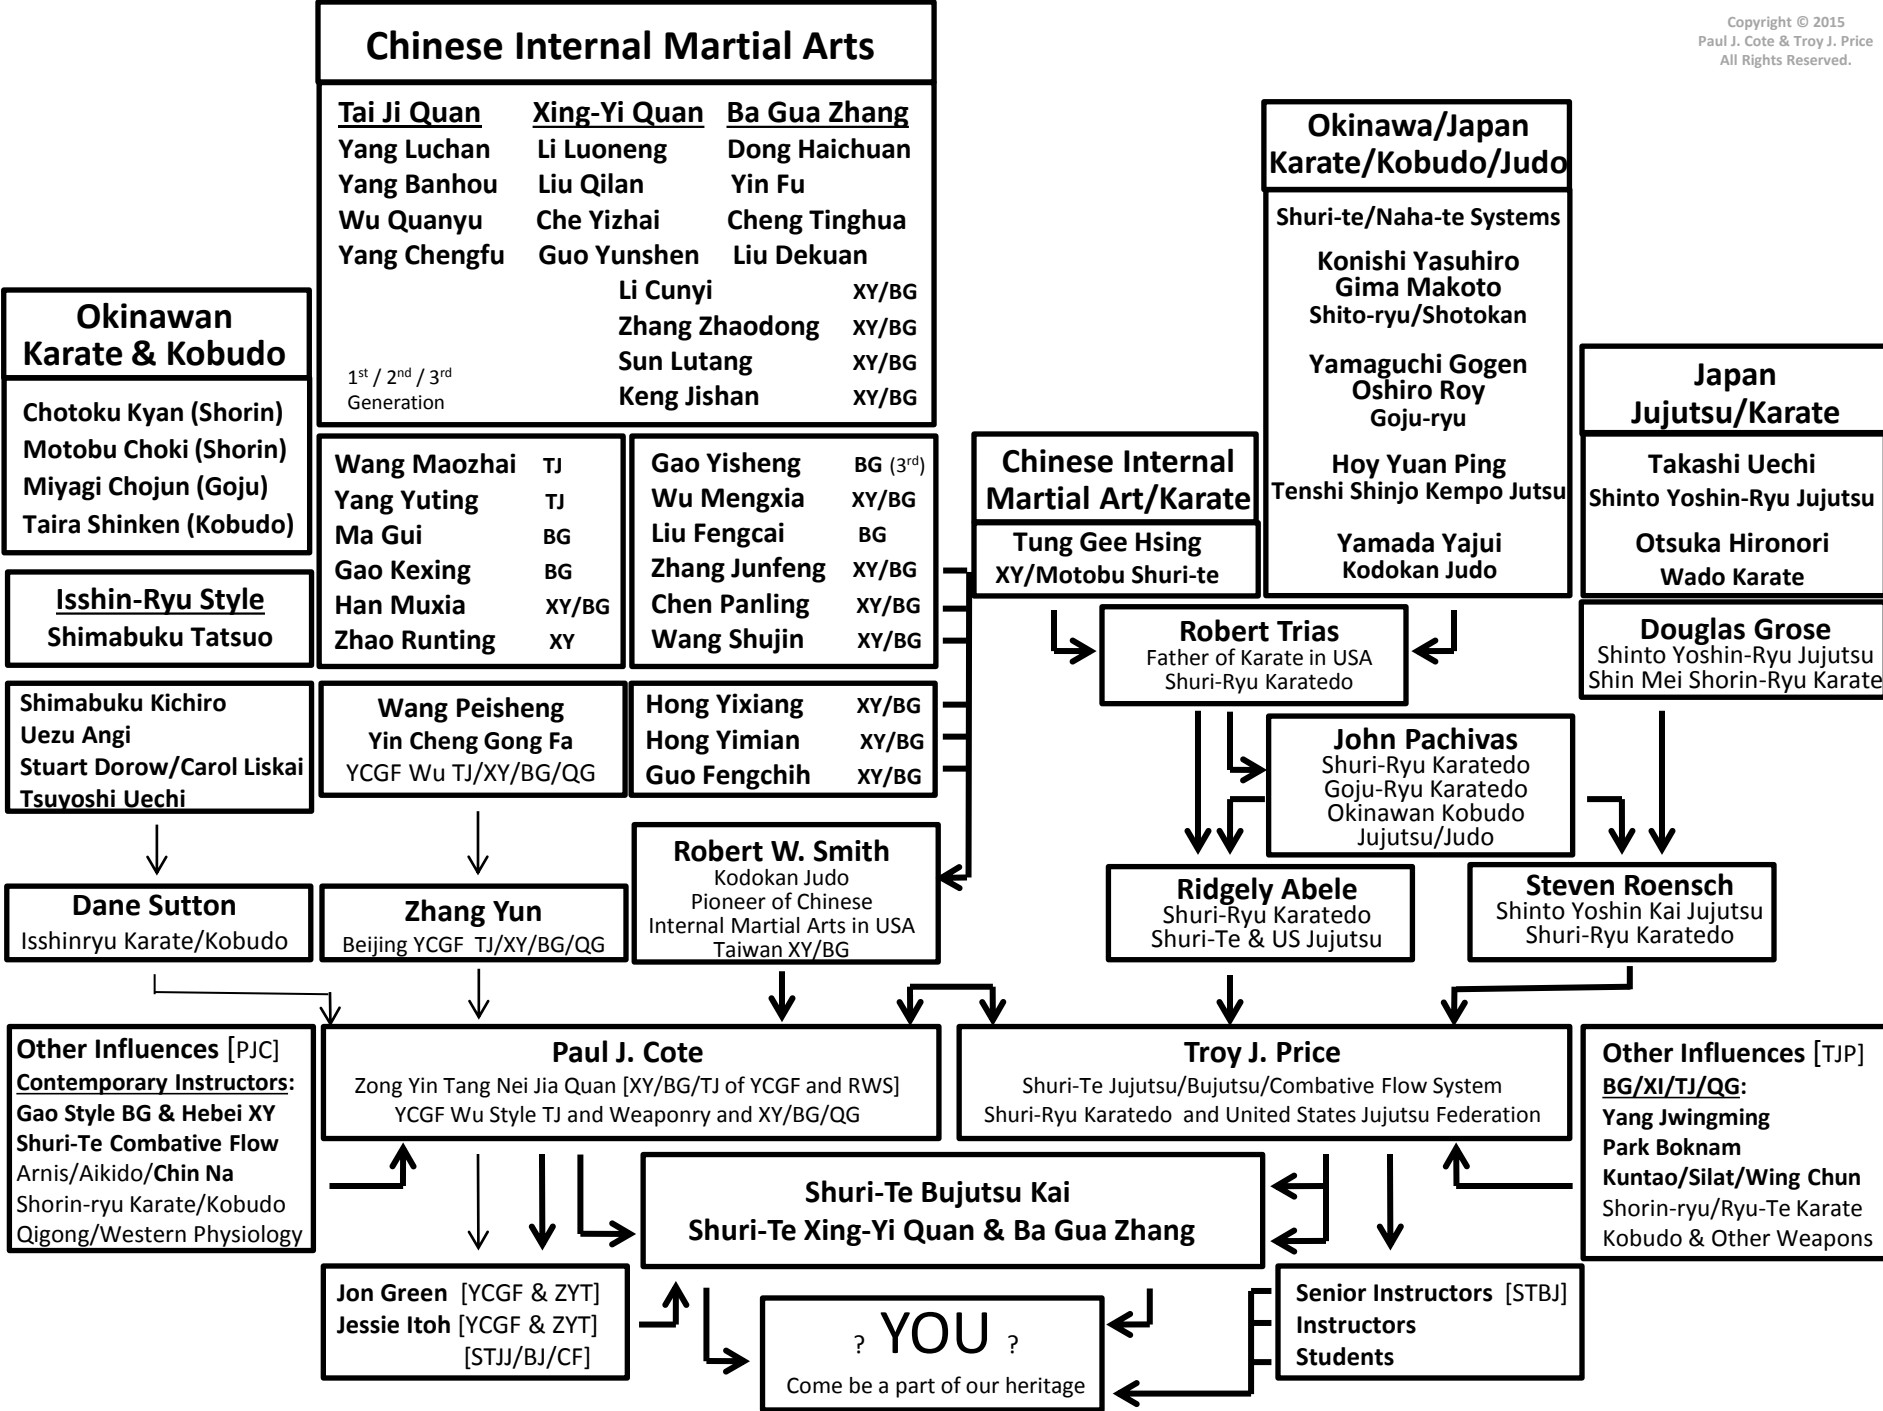 Copyright © 2015
Paul J. Cote & Troy J. Price
All Rights Reserved.
Chinese Internal Martial Arts
Tai Ji Quan Xing-Yi Quan Ba Gua Zhang
Yang Luchan Li Luoneng Dong Haichuan
Yang Banhou Liu Qilan Yin Fu
Wu Quanyu Che Yizhai Cheng Tinghua
Yang Chengfu Guo Yunshen Liu Dekuan
Li Cunyi XY/BG
Zhang Zhaodong XY/BG
Sun Lutang XY/BG
Keng Jishan XY/BG
1st / 2nd / 3rd
Generation
Okinawan
Karate & Kobudo
Chotoku Kyan (Shorin)
Motobu Choki (Shorin)
Miyagi Chojun (Goju)
Taira Shinken (Kobudo)
Isshin-Ryu Style
Shimabuku Tatsuo
Shimabuku Kichiro
Uezu Angi
Stuart Dorow/Carol Liskai
Tsuyoshi Uechi
Wang Maozhai TJ
Yang Yuting TJ
Ma Gui BG
Gao Kexing BG
Han Muxia XY/BG
Zhao Runting XY
Gao Yisheng BG (3rd)
Wu Mengxia XY/BG
Liu Fengcai BG
Zhang Junfeng XY/BG
Chen Panling XY/BG
Wang Shujin XY/BG
Wang Peisheng
Yin Cheng Gong Fa
YCGF Wu TJ/XY/BG/QG
Hong Yixiang XY/BG
Hong Yimian XY/BG
Guo Fengchih XY/BG
Chinese Internal
Martial Art/Karate
Tung Gee Hsing
XY/Motobu Shuri-te
Okinawa/Japan
Karate/Kobudo/Judo
Shuri-te/Naha-te Systems
Konishi Yasuhiro
Gima Makoto
Shito-ryu/Shotokan
Yamaguchi Gogen
Oshiro Roy
Goju-ryu
Hoy Yuan Ping
Tenshi Shinjo Kempo Jutsu
Yamada Yajui
Kodokan Judo
Japan
Jujutsu/Karate
Takashi Uechi
Shinto Yoshin-Ryu Jujutsu
Otsuka Hironori
Wado Karate
Robert Trias
Father of Karate in USA
Shuri-Ryu Karatedo
Douglas Grose
Shinto Yoshin-Ryu Jujutsu
Shin Mei Shorin-Ryu Karate
John Pachivas
Shuri-Ryu Karatedo
Goju-Ryu Karatedo
Okinawan Kobudo
Jujutsu/Judo
Dane Sutton
Isshinryu Karate/Kobudo
Zhang Yun
Beijing YCGF TJ/XY/BG/QG
Robert W. Smith
Kodokan Judo
Pioneer of Chinese
Internal Martial Arts in USA
Taiwan XY/BG
Ridgely Abele
Shuri-Ryu Karatedo
Shuri-Te & US Jujutsu
Steven Roensch
Shinto Yoshin Kai Jujutsu
Shuri-Ryu Karatedo
Other Influences [PJC]
Contemporary Instructors:
Gao Style BG & Hebei XY
Shuri-Te Combative Flow
Arnis/Aikido/Chin Na
Shorin-ryu Karate/Kobudo
Qigong/Western Physiology
Paul J. Cote
Zong Yin Tang Nei Jia Quan [XY/BG/TJ of YCGF and RWS]
YCGF Wu Style TJ and Weaponry and XY/BG/QG
Troy J. Price
Shuri-Te Jujutsu/Bujutsu/Combative Flow System
Shuri-Ryu Karatedo and United States Jujutsu Federation
Other Influences [TJP]
BG/XI/TJ/QG:
Yang Jwingming
Park Boknam
Kuntao/Silat/Wing Chun
Shorin-ryu/Ryu-Te Karate
Kobudo & Other Weapons
Shuri-Te Bujutsu Kai
Shuri-Te Xing-Yi Quan & Ba Gua Zhang
Jon Green [YCGF & ZYT]
Jessie Itoh [YCGF & ZYT]
[STJJ/BJ/CF]
? YOU ?
Come be a part of our heritage
Senior Instructors [STBJ]
Instructors
Students